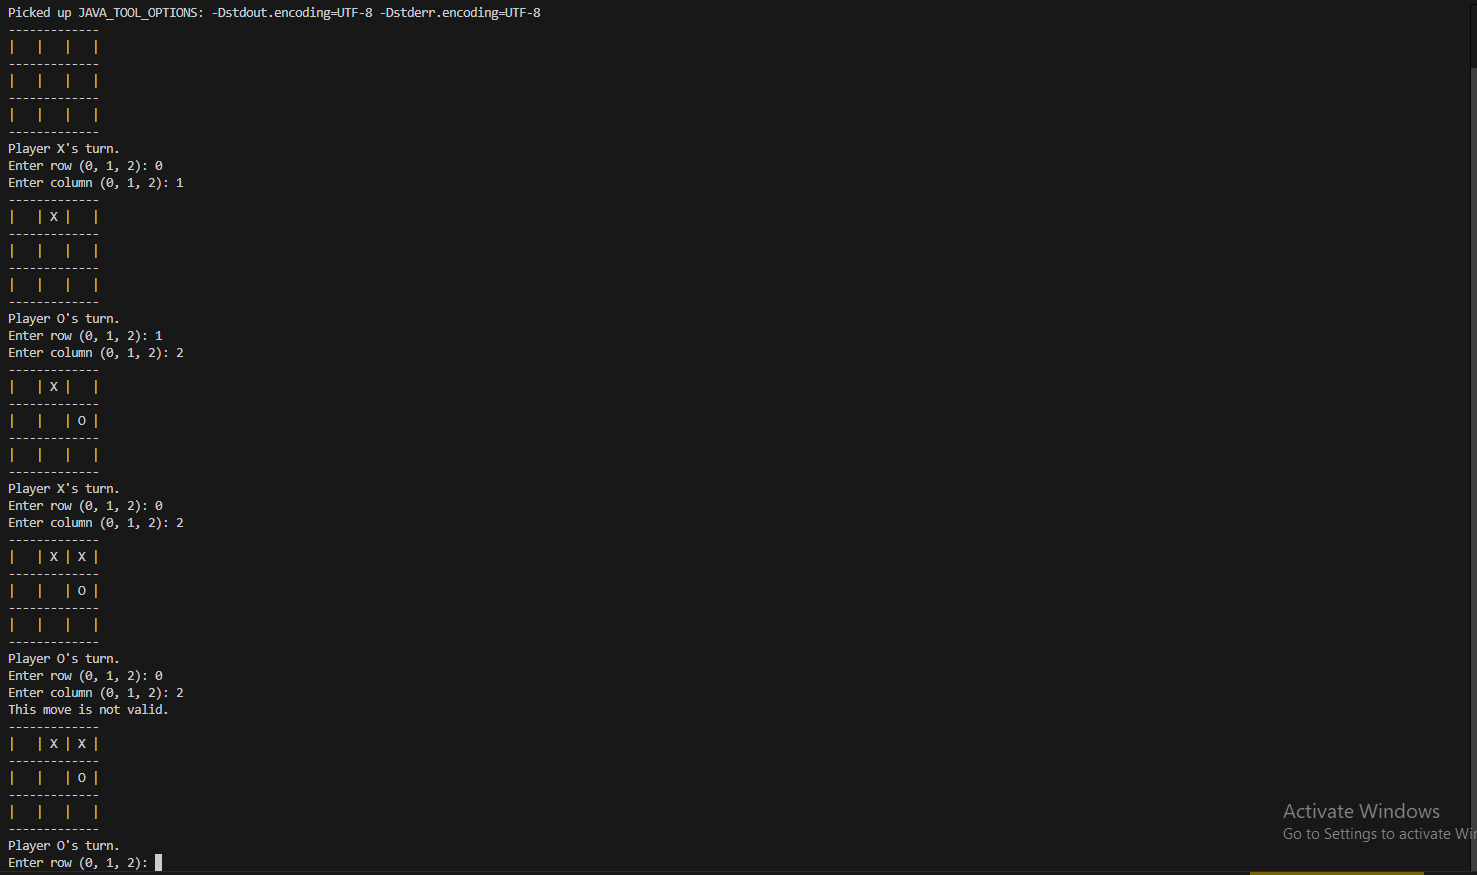 Picked up JAVA_TOOL_OPTIONS: -Dstdout.encoding=UTF-8 -Dstderr.encoding=UTF-8
-------------
|   |   |   |
-------------
|   |   |   |
-------------
|   |   |   |
-------------
Player X's turn.
Enter row (0, 1, 2): 0
Enter column (0, 1, 2): 1
-------------
|   | X |   |
-------------
|   |   |   |
-------------
|   |   |   |
-------------
Player O's turn.
Enter row (0, 1, 2): 1
Enter column (0, 1, 2): 2
-------------
|   | X |   |
-------------
|   |   | O |
-------------
|   |   |   |
-------------
Player X's turn.
Enter row (0, 1, 2): 0
Enter column (0, 1, 2): 2
-------------
|   | X | X |
-------------
|   |   | O |
-------------
|   |   |   |
-------------
Player O's turn.
Enter row (0, 1, 2): 0
Enter column (0, 1, 2): 2
This move is not valid.
-------------
|   | X | X |
-------------
|   |   | O |
-------------
|   |   |   |
-------------
Player O's turn.
Enter row (0, 1, 2):
Activate Windows
Go to Settings to activate